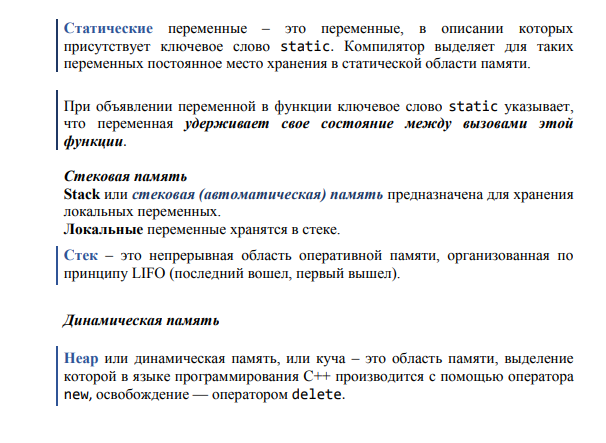 Статические переменные – это переменные, в описании которых
присутствует ключевое слово static. Компилятор выделяет для таких
переменных постоянное место хранения в статической области памяти.
При объявлении переменной в функции ключевое слово static указывает,
что переменная удерживает свое состояние между вызовами этой
функции.
Стековая память
Stack или стековая (автоматическая) память предназначена для хранения
локальных переменных.
Локальные переменные хранятся в стеке.
Стек – это непрерывная область оперативной памяти, организованная по
принципу LIFO (последний вошел, первый вышел).
Динамическая память
Heap или динамическая память, или куча – это область памяти, выделение
которой в языке программирования C++ производится с помощью оператора
new, освобождение — оператором delete.